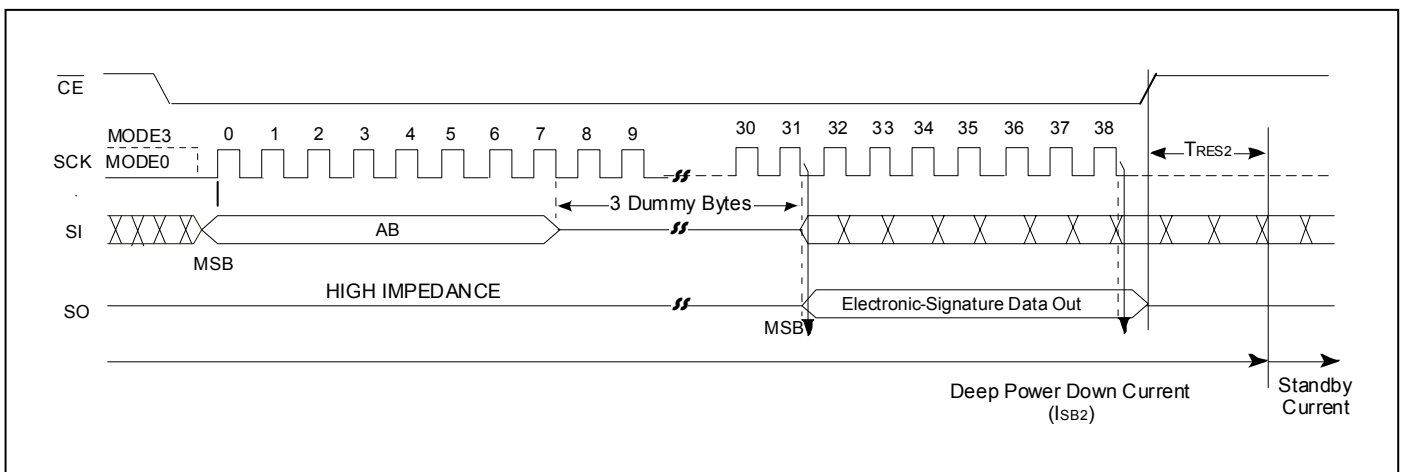 CE
MODE3
0 1 2 3 4 5 6 7 8 9 30 31 32 33 34 35 36 37 38
SCK MODE0
TRES2
3 Dummy Bytes
SI
AB
MSB
HIGH IMPEDANCE
SO
Electronic-Signature Data Out
MSB
Deep Power Down Current
(ISB2)
Standby
Current